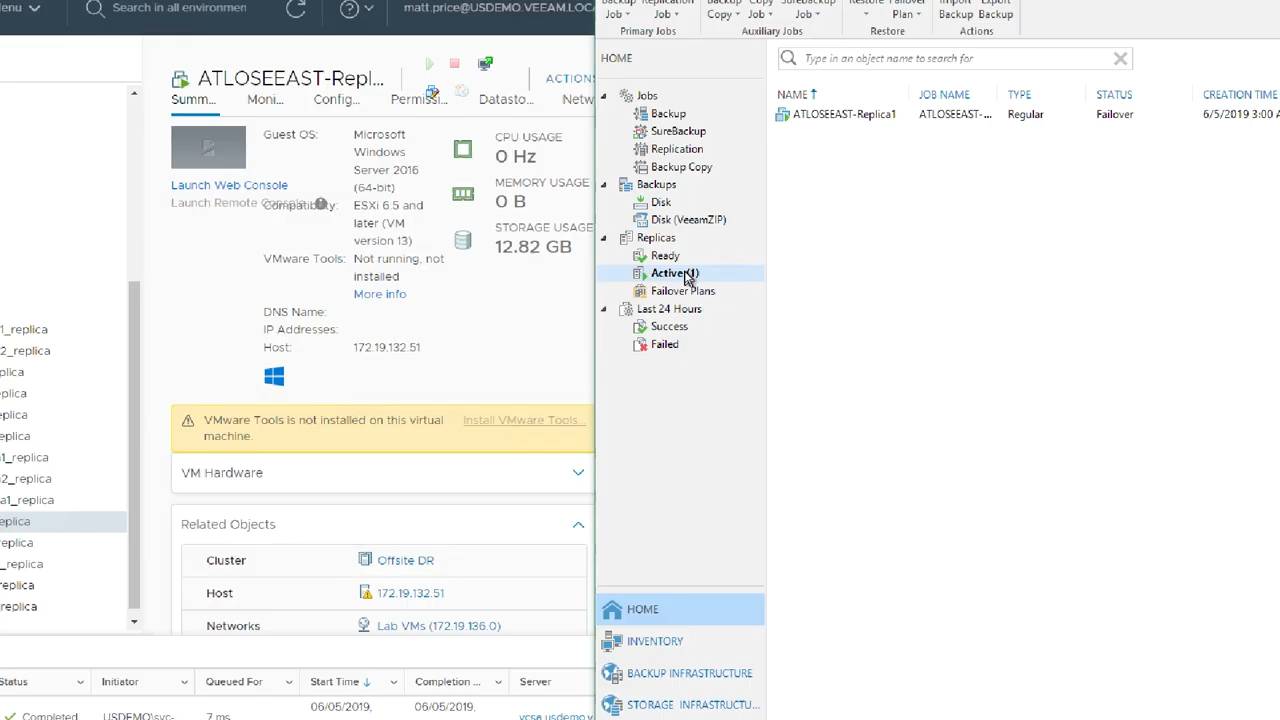 enu
Search in all environmen
matt.price@USDEMO.VEEAM.LOCA
ATLOSEEAST-Repl...
ACTIONS
Summ...
Moni...
Config...
Permissi...
Datasto...
Netw
Launch Web Console
Launch Remote Console
Guest OS:
Microsoft
Windows
Server 2016
(64-bit)
Compatibility:
ESXi 6.5 and
later (VM
version 13)
VMware Tools:
Not running, not
installed
More info
DNS Name:
IP Addresses:
Host:
172.19.132.51
CPU USAGE
0 Hz
MEMORY USAGE
0 B
STORAGE USAGE
12.82 GB
VMware Tools is not installed on this virtual
machine.
Install VMware Tools...
VM Hardware
Related Objects
Cluster
Offsite DR
Host
172.19.132.51
Networks
Lab VMs (172.19.136.0)
1_replica
2_replica
plica
plica
replica
replica
a1_replica
a2_replica
a1_replica
eplica
replica
_replica
replica
_replica
Status
Initiator
Queued For
Start Time
Completion ...
Server
Completed
USDEMO\svc-
7 ms
06/05/2019,
06/05/2019,
vcsa.usdemo.v
Backup
Job
Replication
Job
Primary Jobs
Backup
Copy
Copy
Job
SureBackup
Job
Auxiliary Jobs
Restore
Failover
Plan
Restore
Import
Backup
Export
Backup
Actions
HOME
Jobs
Backup
SureBackup
Replication
Backup Copy
Backups
Disk
Disk (VeeamZIP)
Replicas
Ready
Active (1)
Failover Plans
Last 24 Hours
Success
Failed
HOME
INVENTORY
BACKUP INFRASTRUCTURE
STORAGE INFRASTRUCTU...
Type in an object name to search for
NAME
JOB NAME
TYPE
STATUS
CREATION TIME
ATLOSEEAST-Replica1
ATLOSEEAST-...
Regular
Failover
6/5/2019 3:00 A